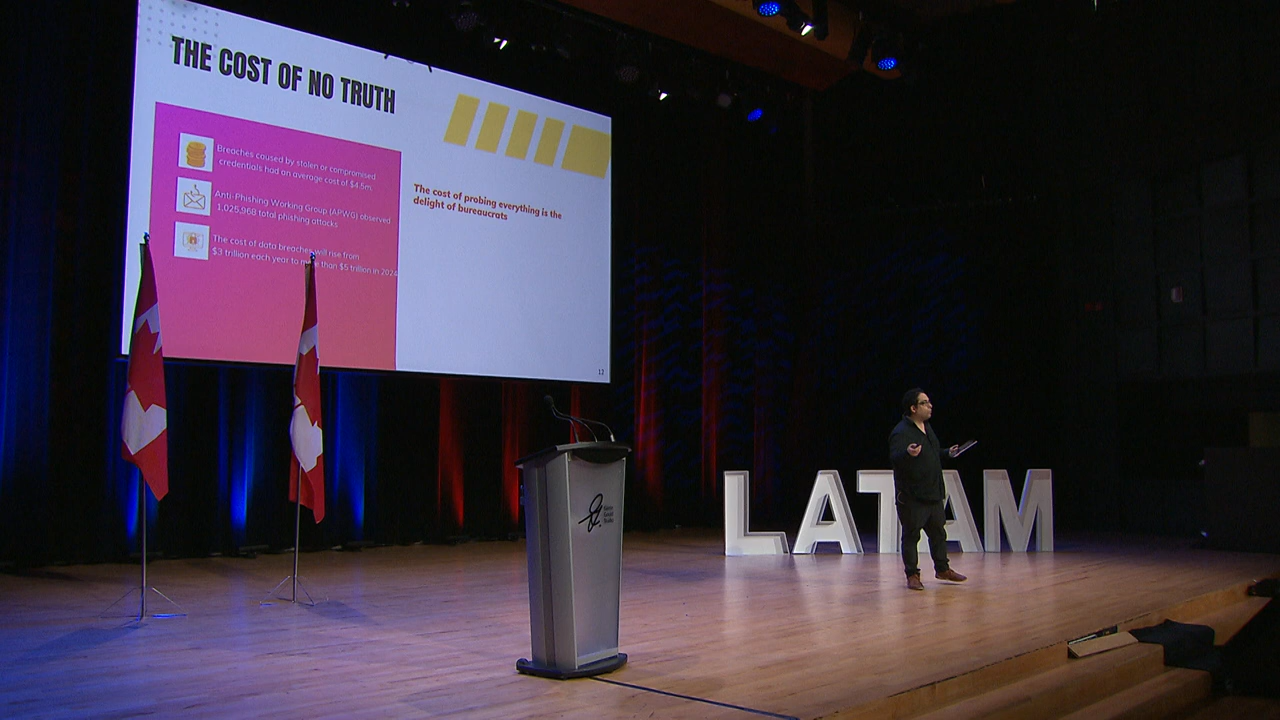 THE COST OF NO TRUTH
Breaches caused by stolen or compromised
credentials had an average cost of $4.5m.
Anti-Phishing Working Group (APWG) observed
1,025,968 total phishing attacks
The cost of data breaches will rise from
$3 trillion each year to more than $5 trillion in 2024
The cost of probing everything is the
delight of bureaucrats
12
LATAM